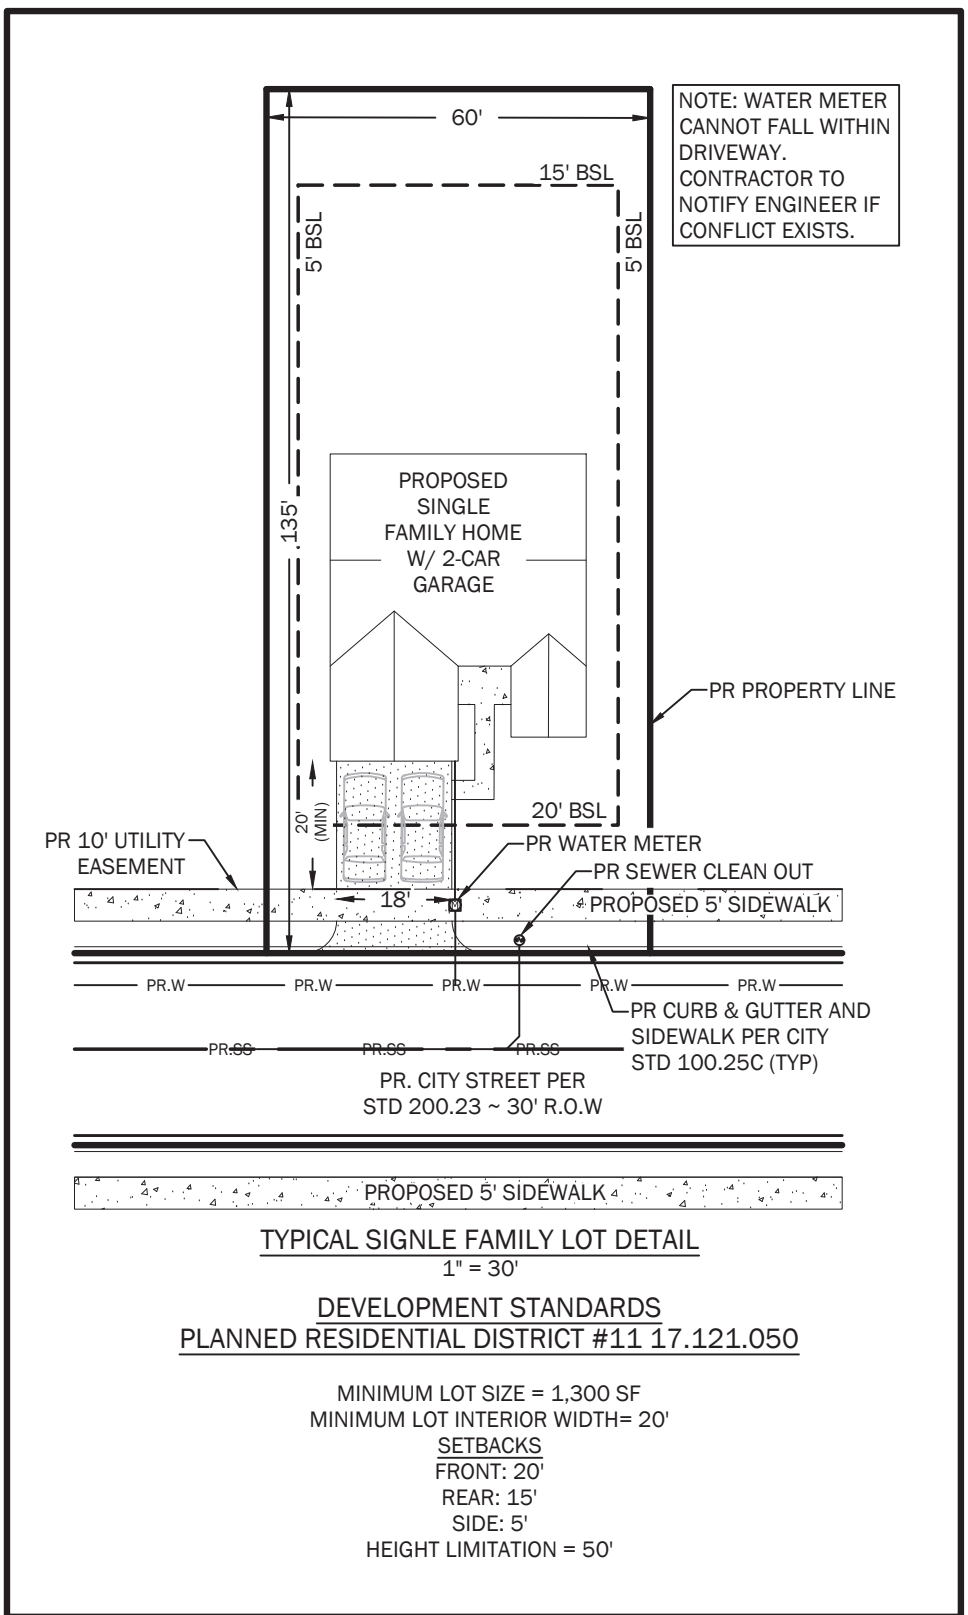 NOTE: WATER METER
CANNOT FALL WITHIN
DRIVEWAY.
CONTRACTOR TO
NOTIFY ENGINEER IF
CONFLICT EXISTS.
60'
15' BSL
5' BSL
5' BSL
135'
PROPOSED
SINGLE
FAMILY HOME
W/ 2-CAR
GARAGE
PR PROPERTY LINE
20'
(MIN)
20' BSL
PR 10' UTILITY
EASEMENT
PR WATER METER
PR SEWER CLEAN OUT
18'
M
PROPOSED 5' SIDEWALK
PR.W PR.W PR.W PR.W PR.W
PR CURB & GUTTER AND
SIDEWALK PER CITY
STD 100.25C (TYP)
PR.SS PR.SS PR.SS
PR. CITY STREET PER
STD 200.23 ~ 30' R.O.W
PROPOSED 5' SIDEWALK
TYPICAL SIGNLE FAMILY LOT DETAIL
1" = 30'
DEVELOPMENT STANDARDS
PLANNED RESIDENTIAL DISTRICT #11 17.121.050
MINIMUM LOT SIZE = 1,300 SF
MINIMUM LOT INTERIOR WIDTH= 20'
SETBACKS
FRONT: 20'
REAR: 15'
SIDE: 5'
HEIGHT LIMITATION = 50'